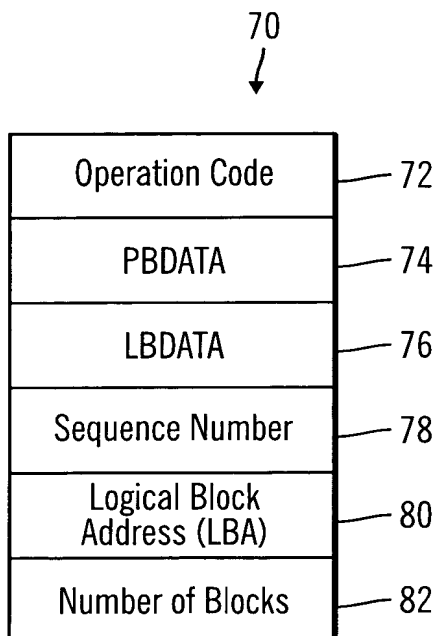 70
Operation Code 72
PBDATA 74
LBDATA 76
Sequence Number 78
Logical Block
Address (LBA) 80
Number of Blocks 82